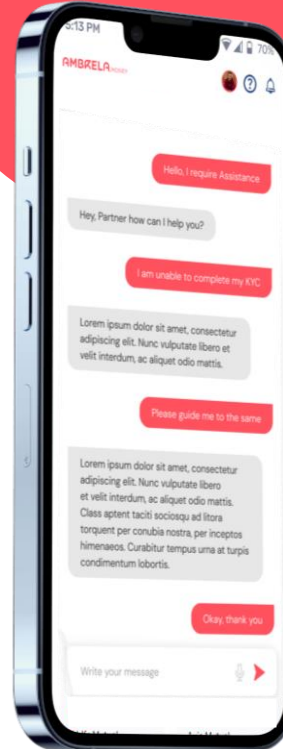 5:13 PM
70%
AMBRELA
Hello, I require Assistance
Hey, Partner how can I help you?
I am unable to complete my KYC
Lorem ipsum dolor sit amet, consectetur
adipiscing elit. Nunc vulputate libero et
velit interdum, ac aliquet odio mattis.
Please guide me to the same
Lorem ipsum dolor sit amet, consectetur
adipiscing elit. Nunc vulputate libero
et velit interdum, ac aliquet odio mattis.
Class aptent taciti sociosqu ad litora
torquent per conubia nostra, per inceptos
himenaeos. Curabitur tempus urna at turpis
condimentum lobortis.
Okay, thank you
Write your message